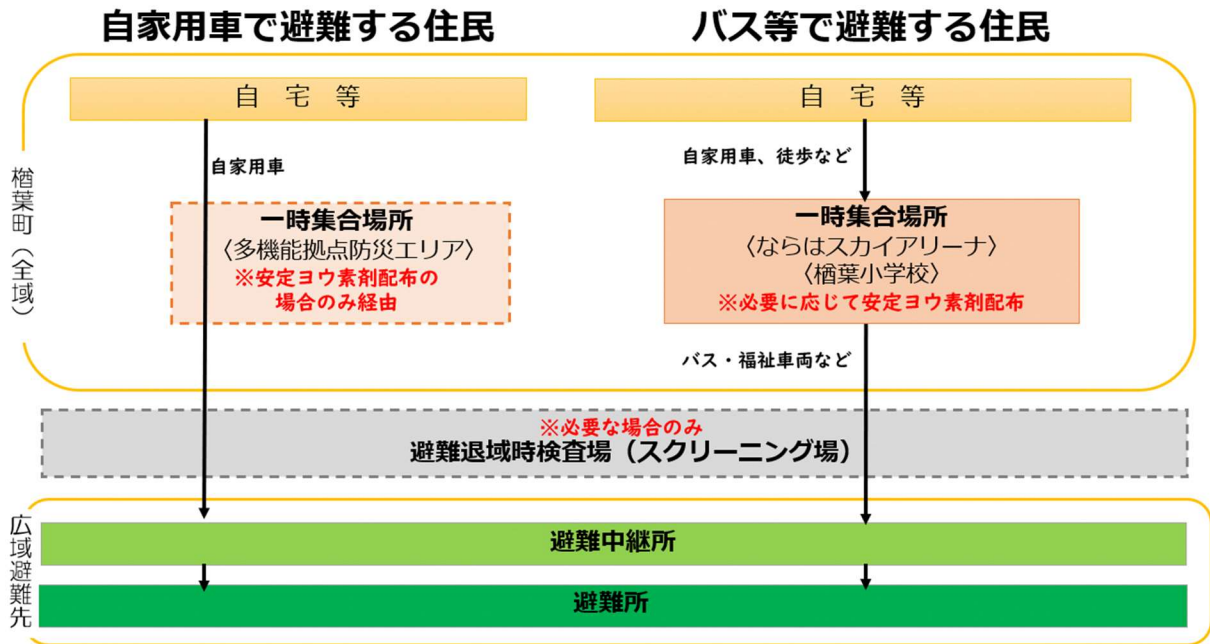 自家用車で避難する住民
バス等で避難する住民
楢葉町（全域）
自 宅 等
自 宅 等
自家用車
自家用車、徒歩など
一時集合場所
〈多機能拠点防災エリア〉
※安定ヨウ素剤配布の
場合のみ経由
一時集合場所
〈ならはスカイアリーナ〉
〈楢葉小学校〉
※必要に応じて安定ヨウ素剤配布
バス・福祉車両など
※必要な場合のみ
避難退域時検査場（スクリーニング場）
広域避難先
避難中継所
避難所